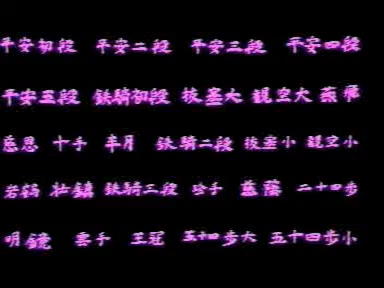 平安初段 平安二段 平安三段 平安四段
平安五段 鉄騎初段 抜塞大 観空大 燕飛
慈恩 十手 半月 鉄騎二段 抜塞小 観空小
岩鶴 壮鎮 鉄騎三段 珍手 慈蔭 二十四歩
明鏡 雲手 王冠 五十四歩大 五十四歩小